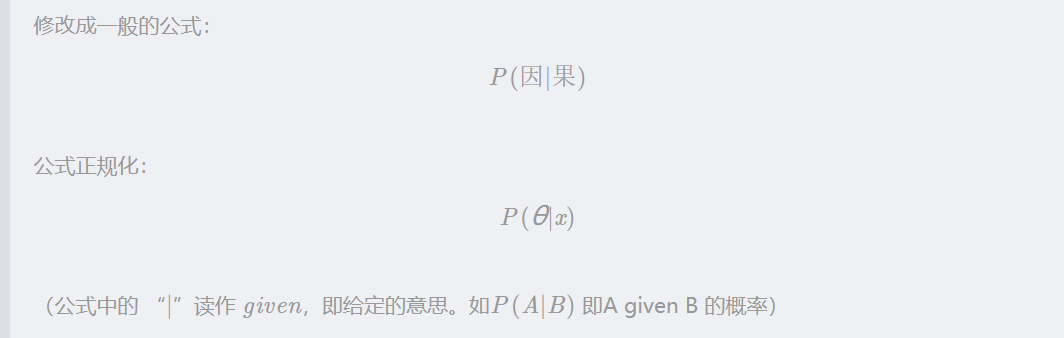 修改成一般的公式：
P(因|果)
公式正规化：
P(θ|x)
（公式中的 “|”读作 given，即给定的意思。如P(A|B) 即A given B 的概率）